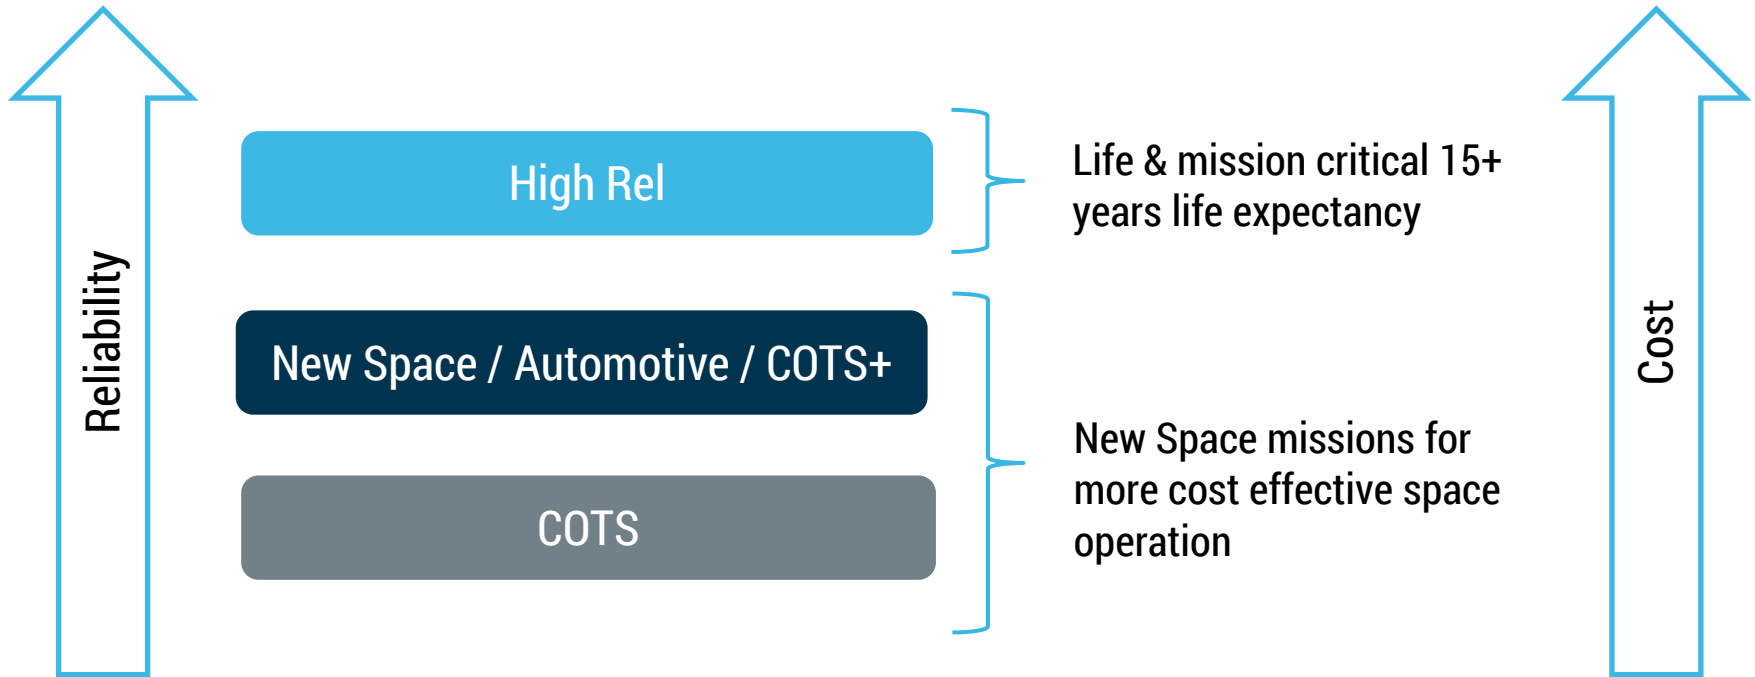 Reliability
High Rel
New Space / Automotive / COTS+
COTS
Life & mission critical 15+
years life expectancy
New Space missions for
more cost effective space
operation
Cost